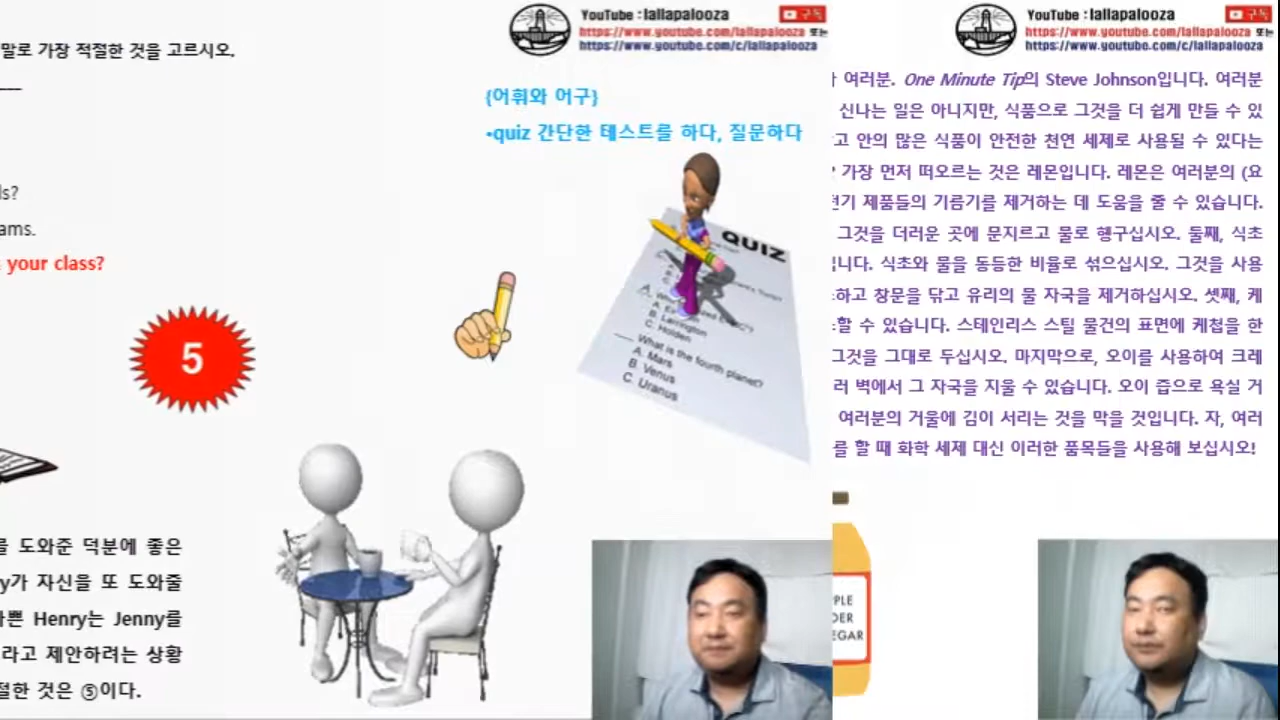 말로 가장 적절한 것을 고르시오.
ls?
ams.
your class?
5
를 도와준 덕분에 좋은
y가 자신을 또 도와줄
쁜 Henry는 Jenny를
라고 제안하려는 상황
절한 것은 ⑤이다.
YouTube : lallapalooza
구독
https://www.youtube.com/lallapalooza 또는
https://www.youtube.com/c/lallapalooza
{어휘와 어구}
•quiz 간단한 테스트를 하다, 질문하다
QUIZ
B. Larrington
C. Holden
What is the fourth planet?
A. Mars
B. Venus
C. Uranus
YouTube : lallapalooza
구독
https://www.youtube.com/lallapalooza 또는
https://www.youtube.com/c/lallapalooza
여러분. One Minute Tip의 Steve Johnson입니다. 여러분
신나는 일은 아니지만, 식품으로 그것을 더 쉽게 만들 수 있
고 안의 많은 식품이 안전한 천연 세제로 사용될 수 있다는
가장 먼저 떠오르는 것은 레몬입니다. 레몬은 여러분의 (요
전기 제품들의 기름기를 제거하는 데 도움을 줄 수 있습니다.
그것을 더러운 곳에 문지르고 물로 헹구십시오. 둘째, 식초
입니다. 식초와 물을 동등한 비율로 섞으십시오. 그것을 사용
하고 창문을 닦고 유리의 물 자국을 제거하십시오. 셋째, 케
할 수 있습니다. 스테인리스 스틸 물건의 표면에 케첩을 한
그것을 그대로 두십시오. 마지막으로, 오이를 사용하여 크레
러 벽에서 그 자국을 지울 수 있습니다. 오이 즙으로 욕실 거
여러분의 거울에 김이 서리는 것을 막을 것입니다. 자, 여러
를 할 때 화학 세제 대신 이러한 품목들을 사용해 보십시오!
PLE
DER
EGAR